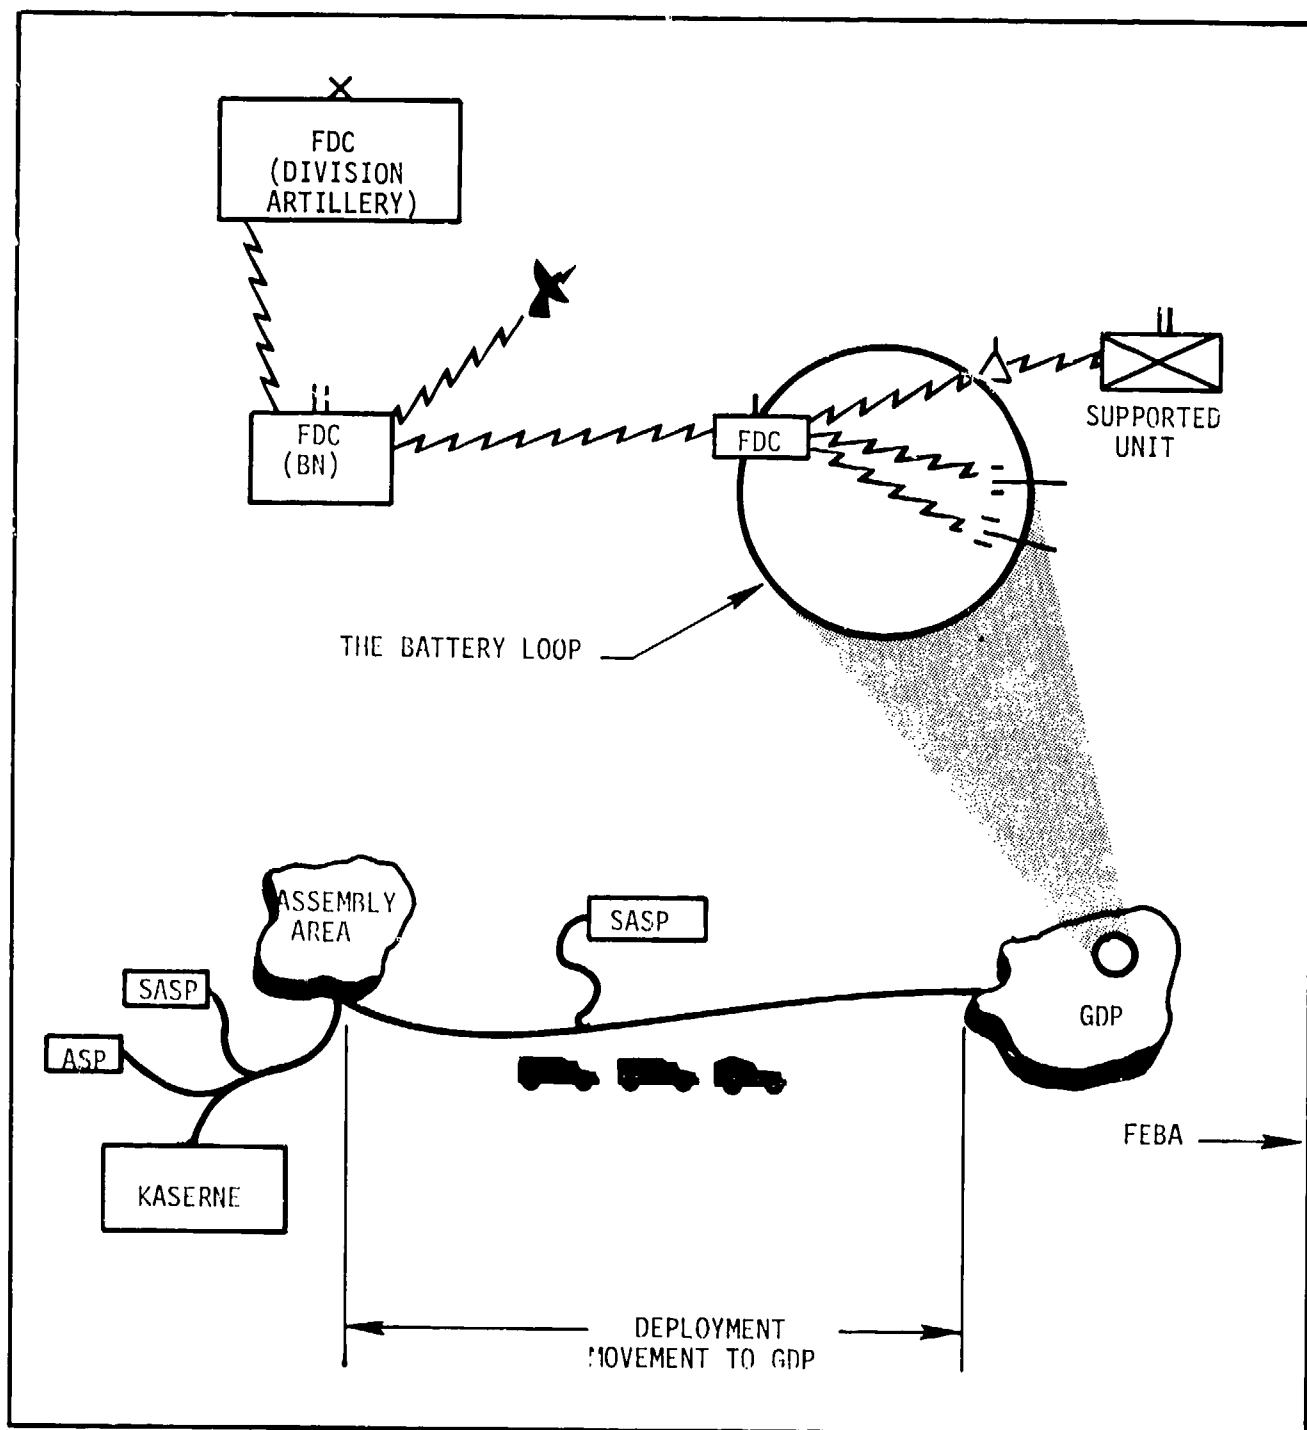 FDC
(DIVISION
ARTILLERY)
FDC
(BN)
FDC
SUPPORTED
UNIT
THE BATTERY LOOP
ASSEMBLY
AREA
SASP
SASP
ASP
KASERNE
GDP
FEBA
DEPLOYMENT
MOVEMENT TO GDP